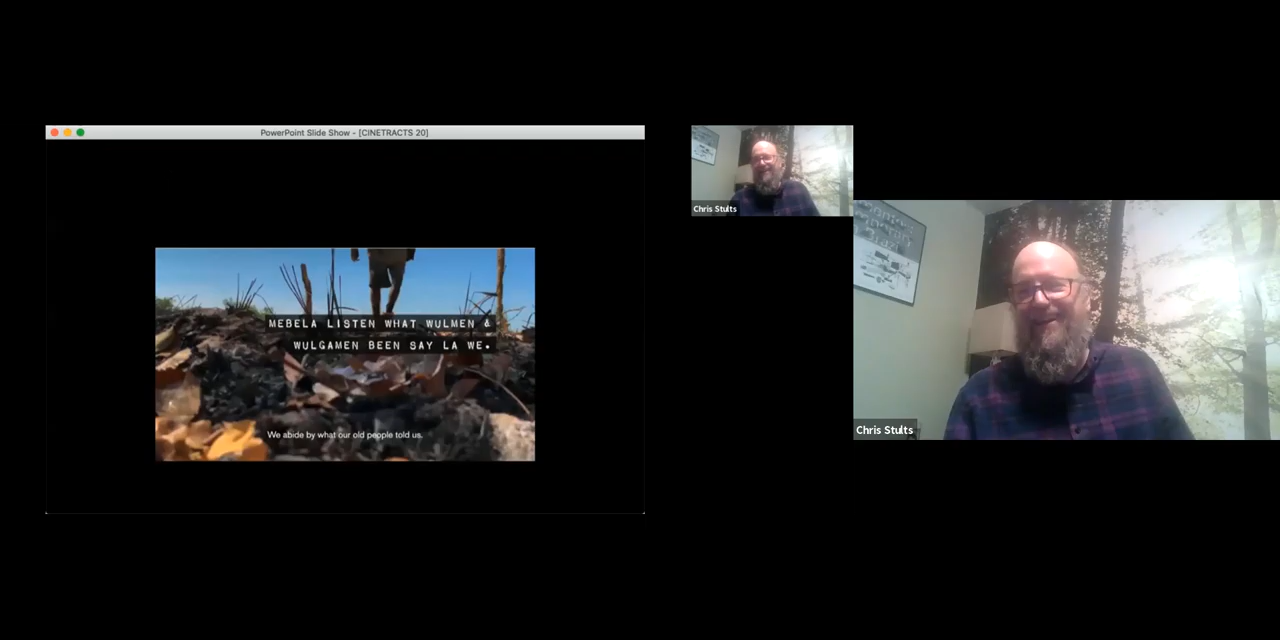 PowerPoint Slide Show - [CINETRACTS 20]
MEBELA LISTEN WHAT WULMEN &
WULGAMEN BEEN SAY LA WE.
We abide by what our old people told us.
Chris Stults
Chris Stults